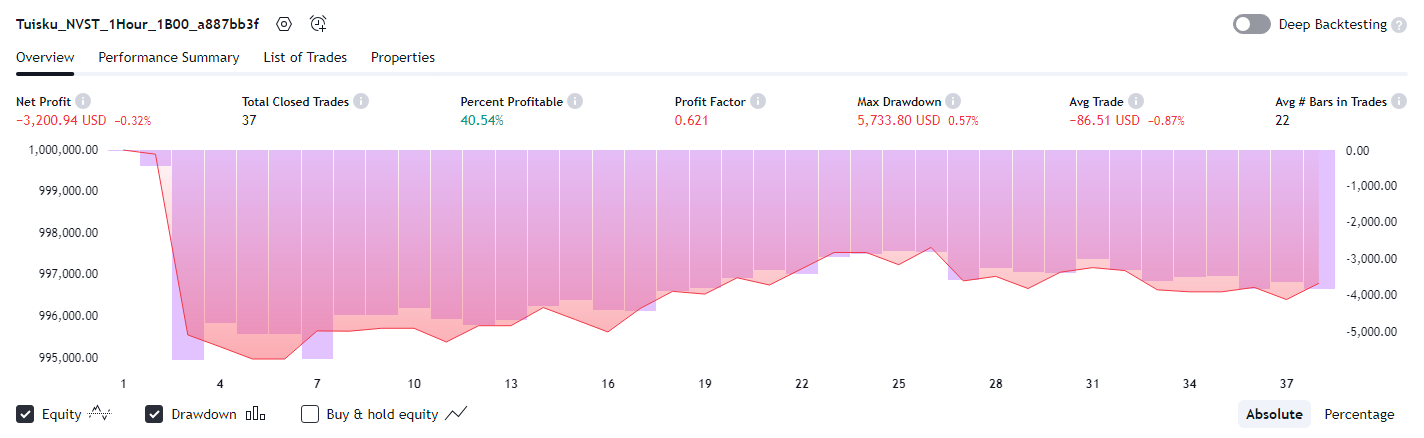 Tuisku_NVST_1Hour_1B00_a887bb3f Deep Backtesting ?
Overview Performance Summary List of Trades Properties
Net Profit i Total Closed Trades i Percent Profitable i Profit Factor i Max Drawdown i Avg Trade i Avg # Bars in Trades i
−3,200.94 USD −0.32% 37 40.54% 0.621 5,733.80 USD 0.57% −86.51 USD −0.87% 22
1,000,000.00 0.00
999,000.00 -1,000.00
998,000.00 -2,000.00
997,000.00 -3,000.00
996,000.00 -4,000.00
995,000.00 -5,000.00
1 4 7 10 13 16 19 22 25 28 31 34 37
Equity Drawdown Buy & hold equity Absolute Percentage